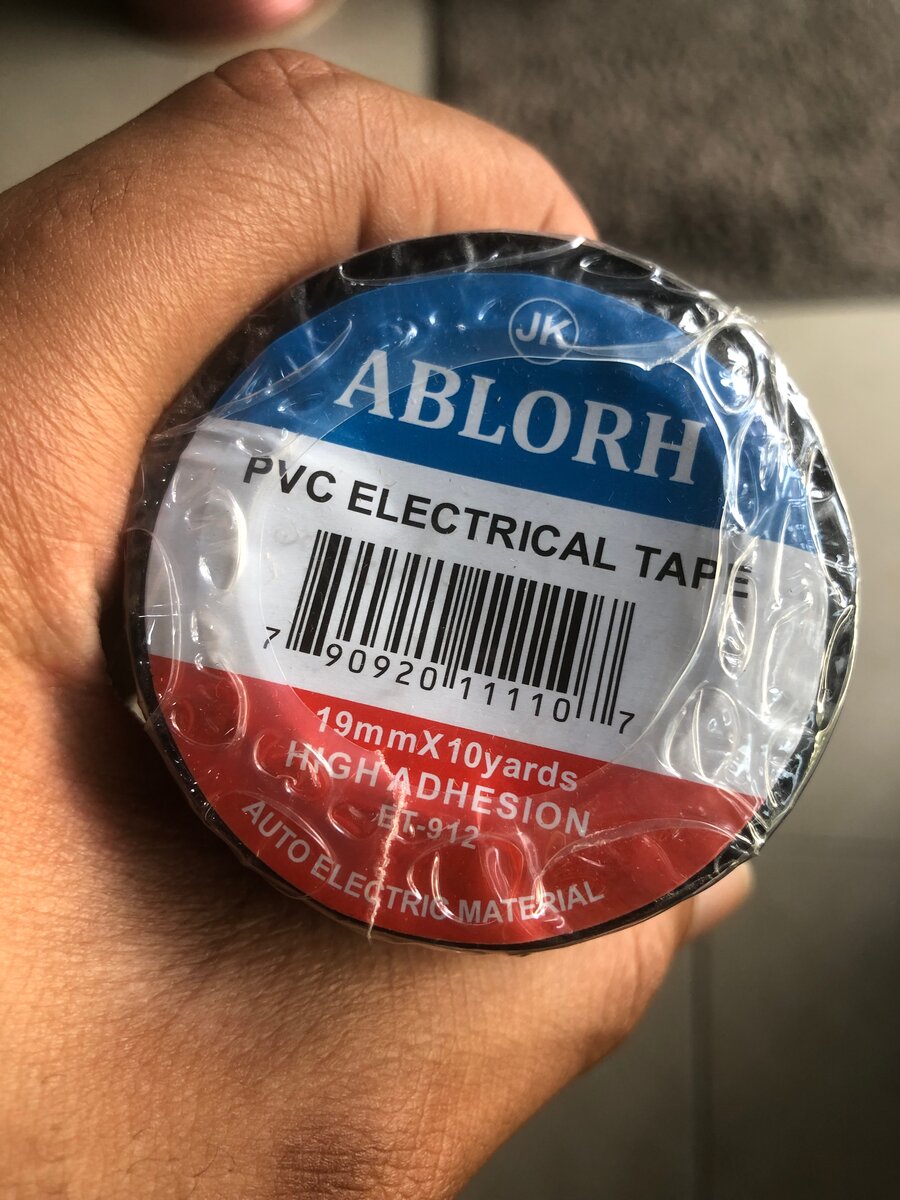 JK
ABLORH
PVC ELECTRICAL TAPE
7 90920 11110 7
19mmX10yards
HIGH ADHESION
ET-912
AUTO ELECTRIC MATERIAL